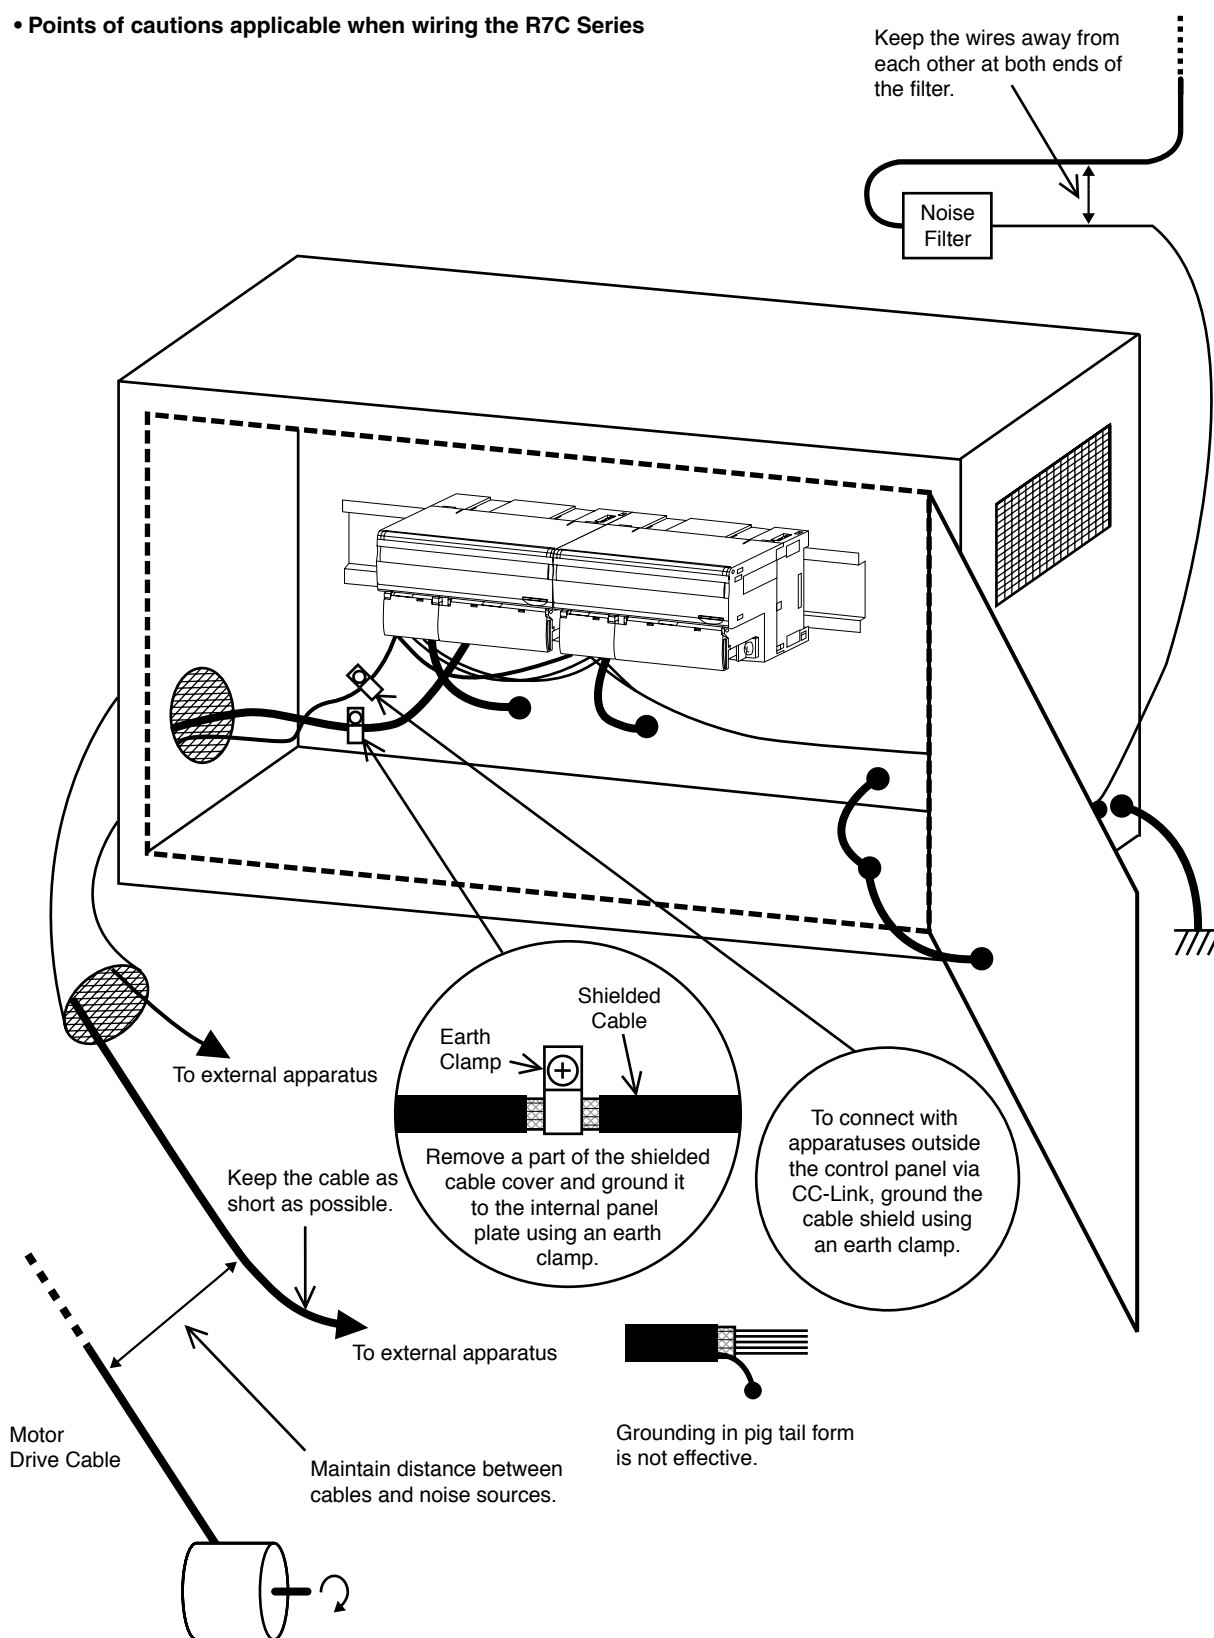 • Points of cautions applicable when wiring the R7C Series
Keep the wires away from
each other at both ends of
the filter.
Noise
Filter
Shielded
Cable
Earth
Clamp
To external apparatus
Remove a part of the shielded
cable cover and ground it
to the internal panel
plate using an earth
clamp.
To connect with
apparatuses outside
the control panel via
CC-Link, ground the
cable shield using
an earth clamp.
Keep the cable as
short as possible.
To external apparatus
Grounding in pig tail form
is not effective.
Motor
Drive Cable
Maintain distance between
cables and noise sources.